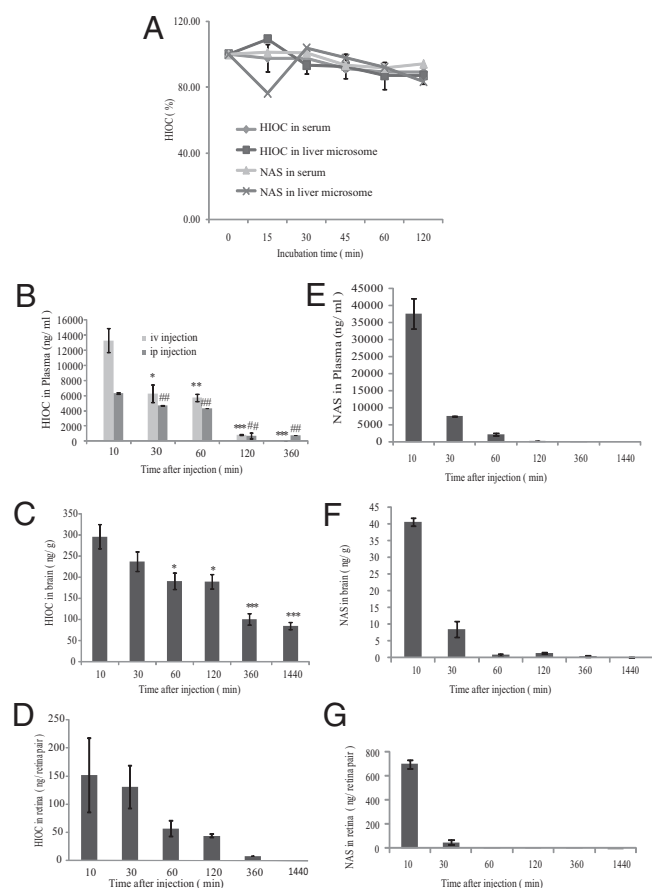 A
120.00
80.00
40.00
0.00
HIOC ( %)
HIOC in serum
HIOC in liver microsome
NAS in serum
NAS in liver microsome
0 15 30 45 60 120
Incubation time ( min)
B
HIOC in Plasma (ng/ ml )
16000
14000
12000
10000
8000
6000
4000
2000
0
iv injection
ip injection
* ## ** ## *** ## *** ##
10 30 60 120 360
Time after injection ( min)
E
NAS in Plasma (ng/ ml )
45000
40000
35000
30000
25000
20000
15000
10000
5000
0
10 30 60 120 360 1440
Time after injection ( min)
C
HIOC in brain ( ng/ g)
350
300
250
200
150
100
50
0
* * *** ***
10 30 60 120 360 1440
Time after injection ( min)
F
NAS in brain ( ng/ g)
45
40
35
30
25
20
15
10
5
0
10 30 60 120 360 1440
Time after injection ( min)
D
HIOC in retina ( ng/ retina pair )
250
200
150
100
50
0
10 30 60 120 360 1440
Time after injection ( min)
G
NAS in retina ( ng/ retina pair)
800
600
400
200
0
10 30 60 120 360 1440
Time after injection ( min)